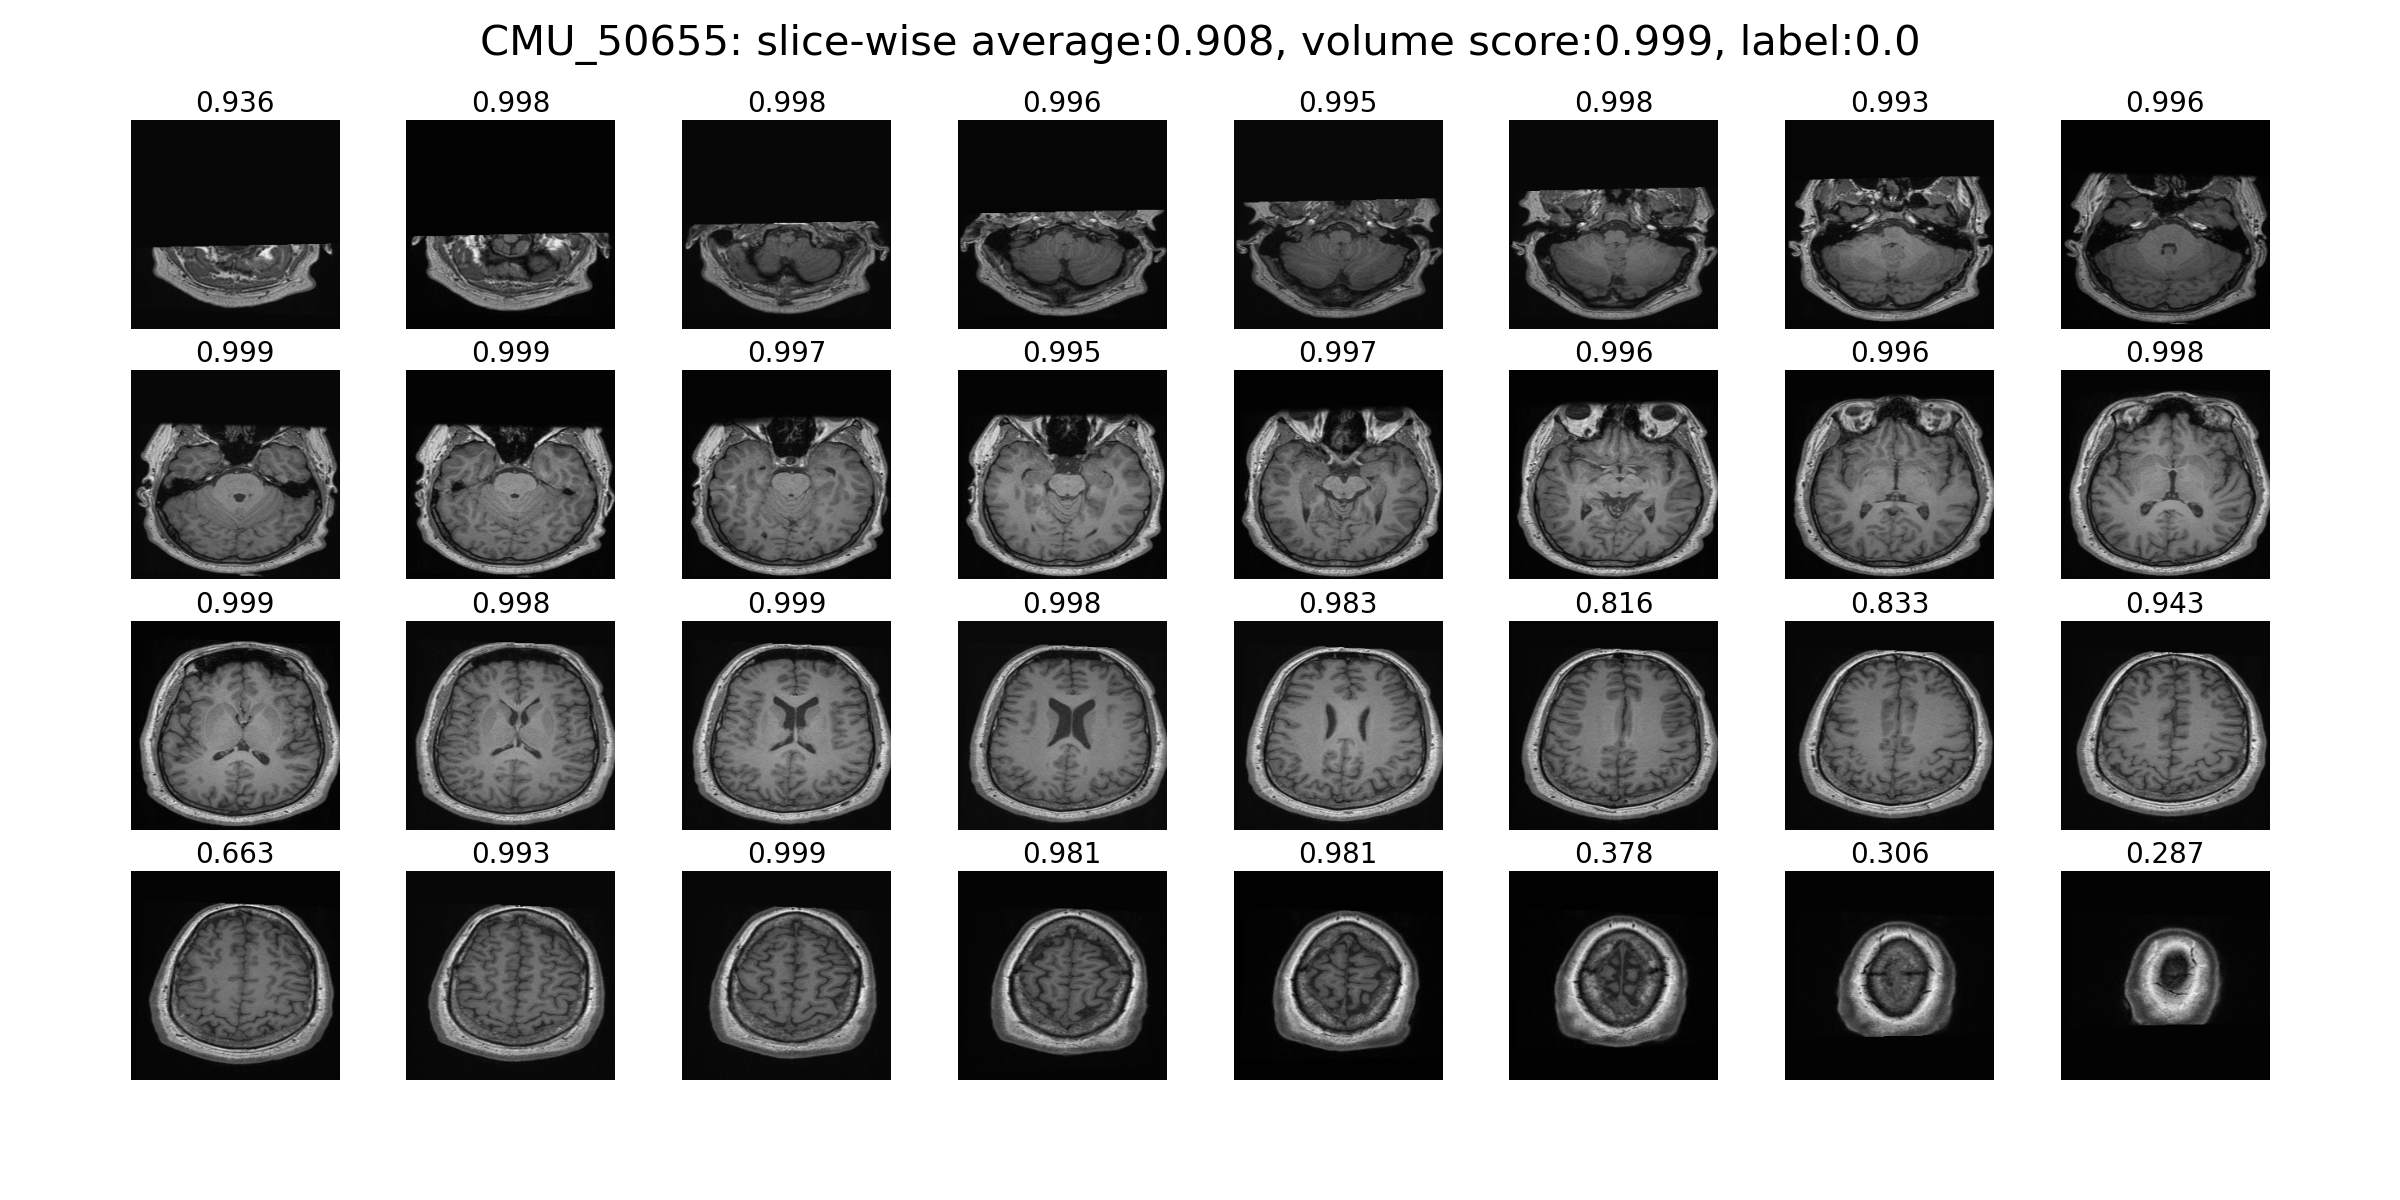 CMU_50655: slice-wise average:0.908, volume score:0.999, label:0.0
0.936 0.998 0.998 0.996 0.995 0.998 0.993 0.996
0.999 0.999 0.997 0.995 0.997 0.996 0.996 0.998
0.999 0.998 0.999 0.998 0.983 0.816 0.833 0.943
0.663 0.993 0.999 0.981 0.981 0.378 0.306 0.287